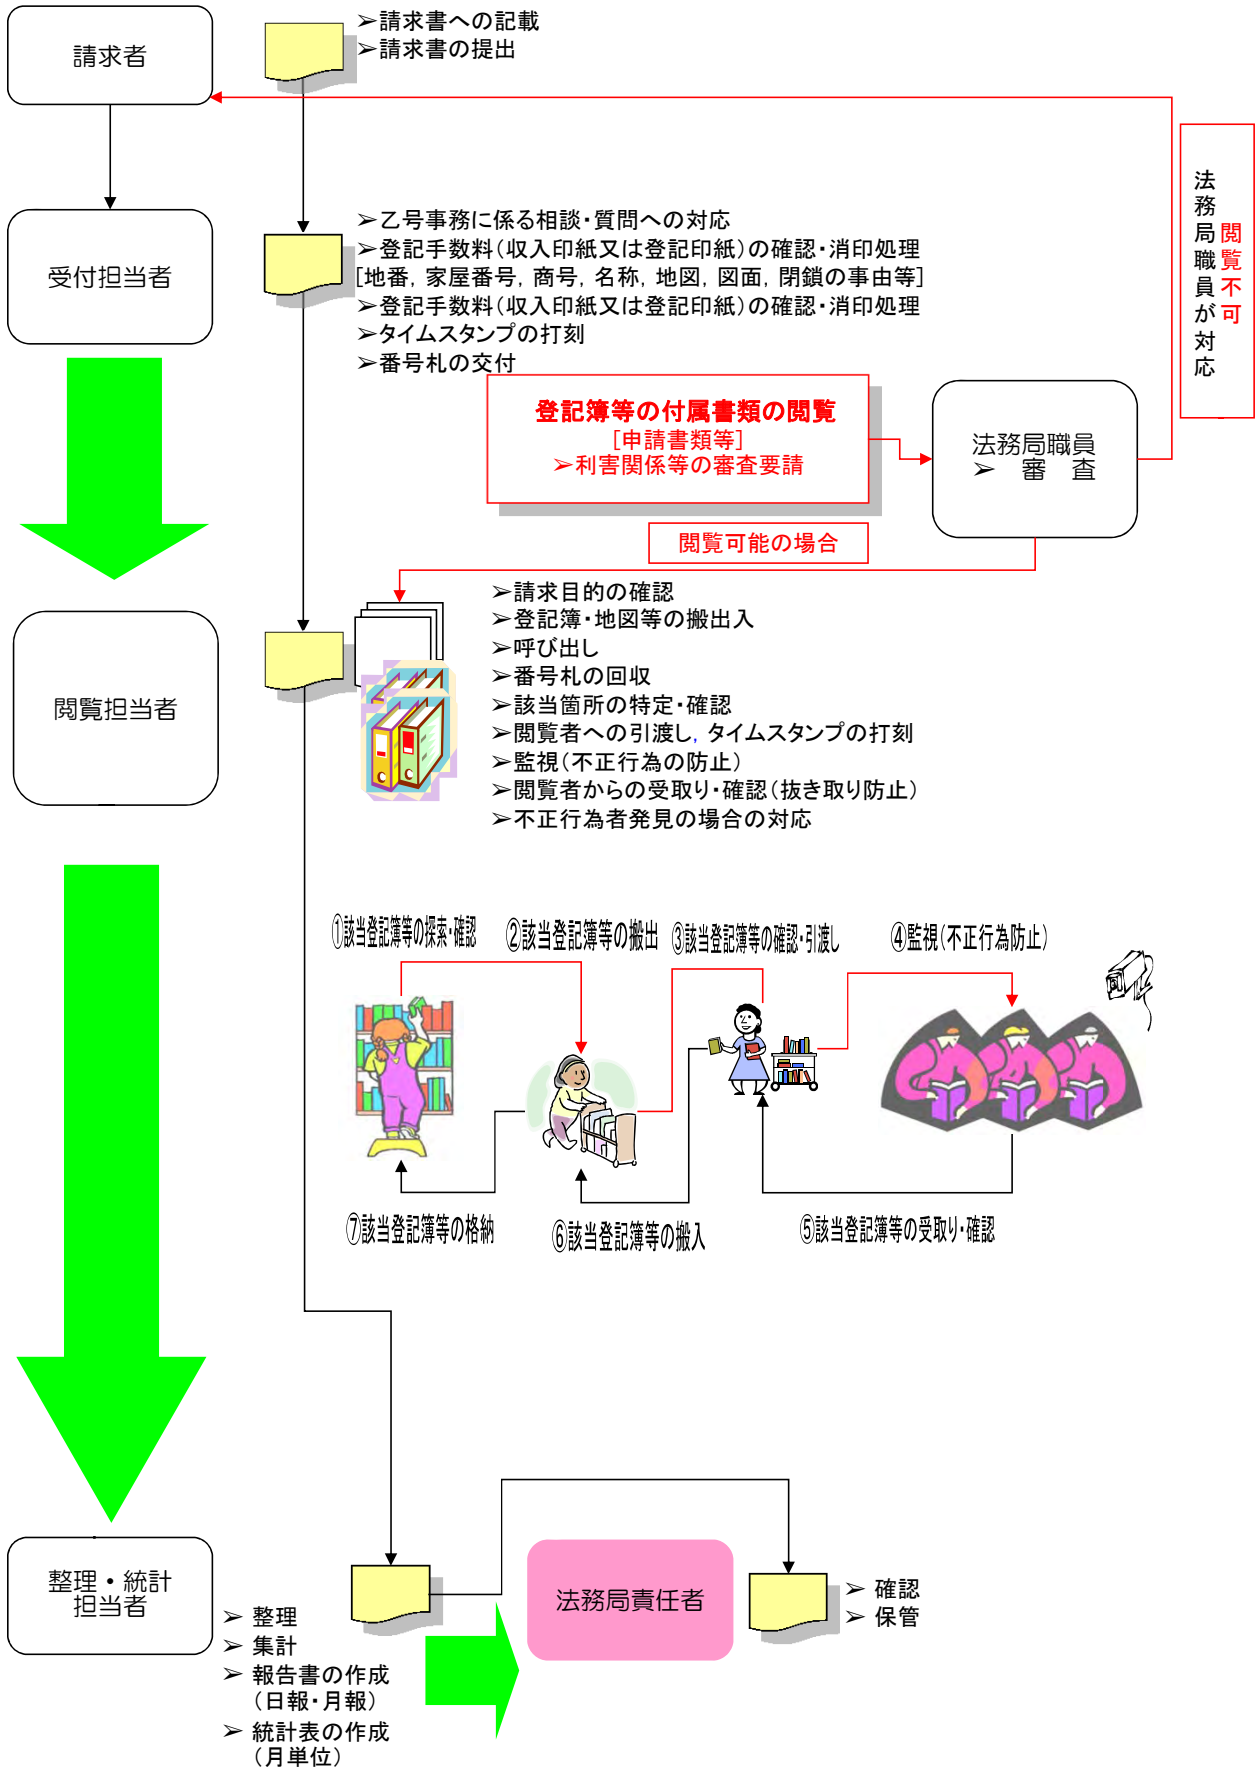 請求者
➢請求書への記載
➢請求書の提出
法務局職員が対応
閲覧不可
受付担当者
➢乙号事務に係る相談・質問への対応
➢登記手数料(収入印紙又は登記印紙)の確認・消印処理
[地番, 家屋番号, 商号, 名称, 地図, 図面, 閉鎖の事由等]
➢登記手数料(収入印紙又は登記印紙)の確認・消印処理
➢タイムスタンプの打刻
➢番号札の交付
登記簿等の付属書類の閲覧
[申請書類等]
➢利害関係等の審査要請
法務局職員
➢ 審 査
閲覧可能の場合
閲覧担当者
➢請求目的の確認
➢登記簿・地図等の搬出入
➢呼び出し
➢番号札の回収
➢該当箇所の特定・確認
➢閲覧者への引渡し, タイムスタンプの打刻
➢監視(不正行為の防止)
➢閲覧者からの受取り・確認(抜き取り防止)
➢不正行為者発見の場合の対応
①該当登記簿等の探索・確認
②該当登記簿等の搬出
③該当登記簿等の確認・引渡し
④監視(不正行為防止)
⑦該当登記簿等の格納
⑥該当登記簿等の搬入
⑤該当登記簿等の受取り・確認
整理・統計
担当者
➢ 整理
➢ 集計
➢ 報告書の作成
(日報・月報)
➢ 統計表の作成
(月単位)
法務局責任者
➢ 確認
➢ 保管